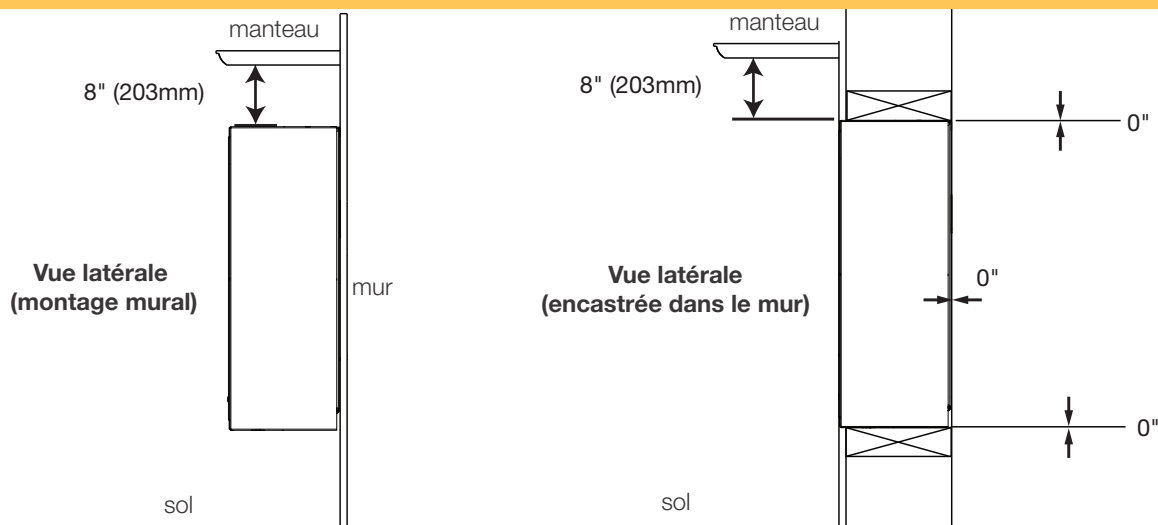 manteau
8" (203mm)
Vue latérale
(montage mural)
mur
sol
manteau
8" (203mm)
0"
Vue latérale
(encastrée dans le mur)
0"
0"
sol